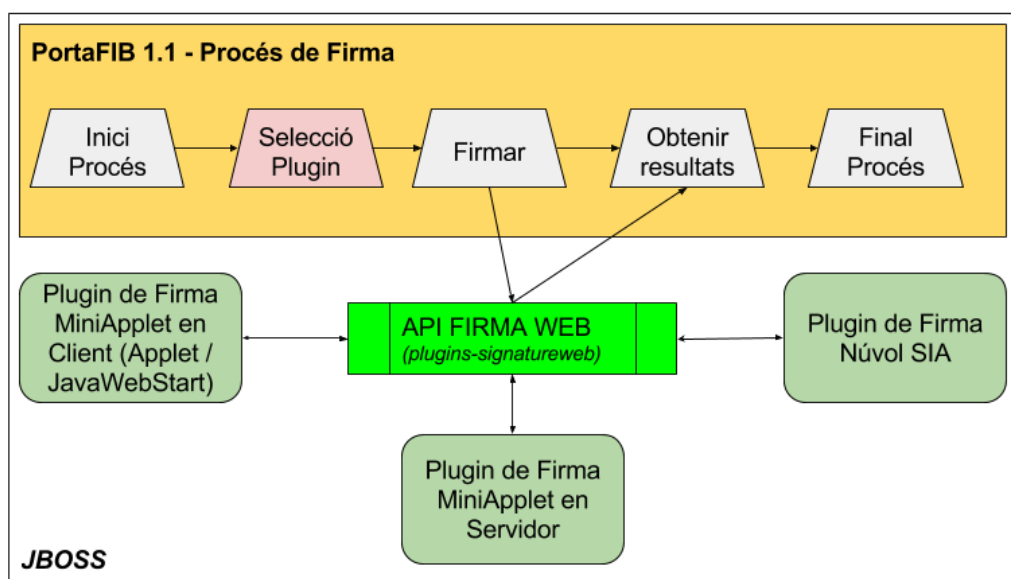 PortaFIB 1.1 - Procés de Firma
Inici
Procés
Selecció
Plugin
Firmar
Obtenir
resultats
Final
Procés
Plugin de Firma
MiniApplet en
Client (Applet /
JavaWebStart)
API FIRMA WEB
(plugins-signatureweb)
Plugin de Firma
Núvol SIA
Plugin de Firma
MiniApplet en
Servidor
JBOSS